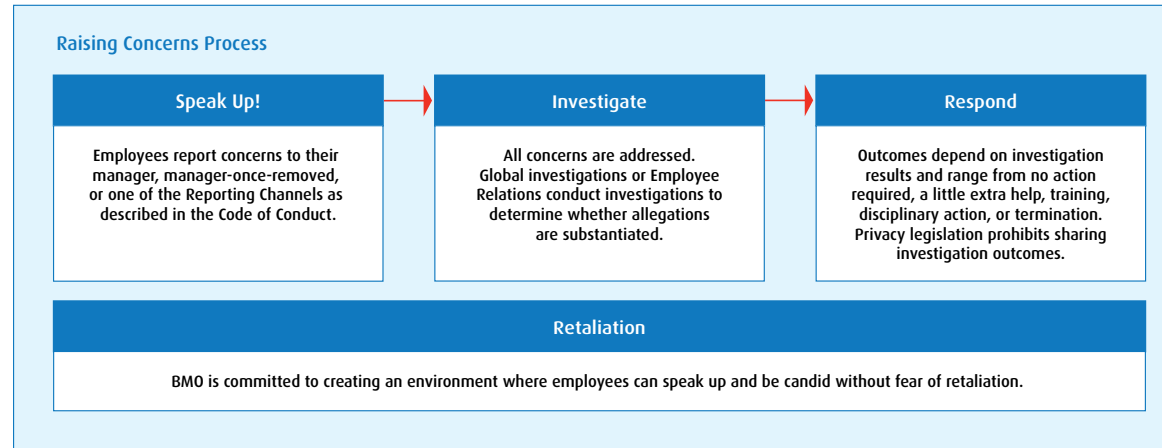 Raising Concerns Process
Speak Up!
Employees report concerns to their
manager, manager-once-removed,
or one of the Reporting Channels as
described in the Code of Conduct.
Investigate
All concerns are addressed.
Global investigations or Employee
Relations conduct investigations to
determine whether allegations
are substantiated.
Respond
Outcomes depend on investigation
results and range from no action
required, a little extra help, training,
disciplinary action, or termination.
Privacy legislation prohibits sharing
investigation outcomes.
Retaliation
BMO is committed to creating an environment where employees can speak up and be candid without fear of retaliation.